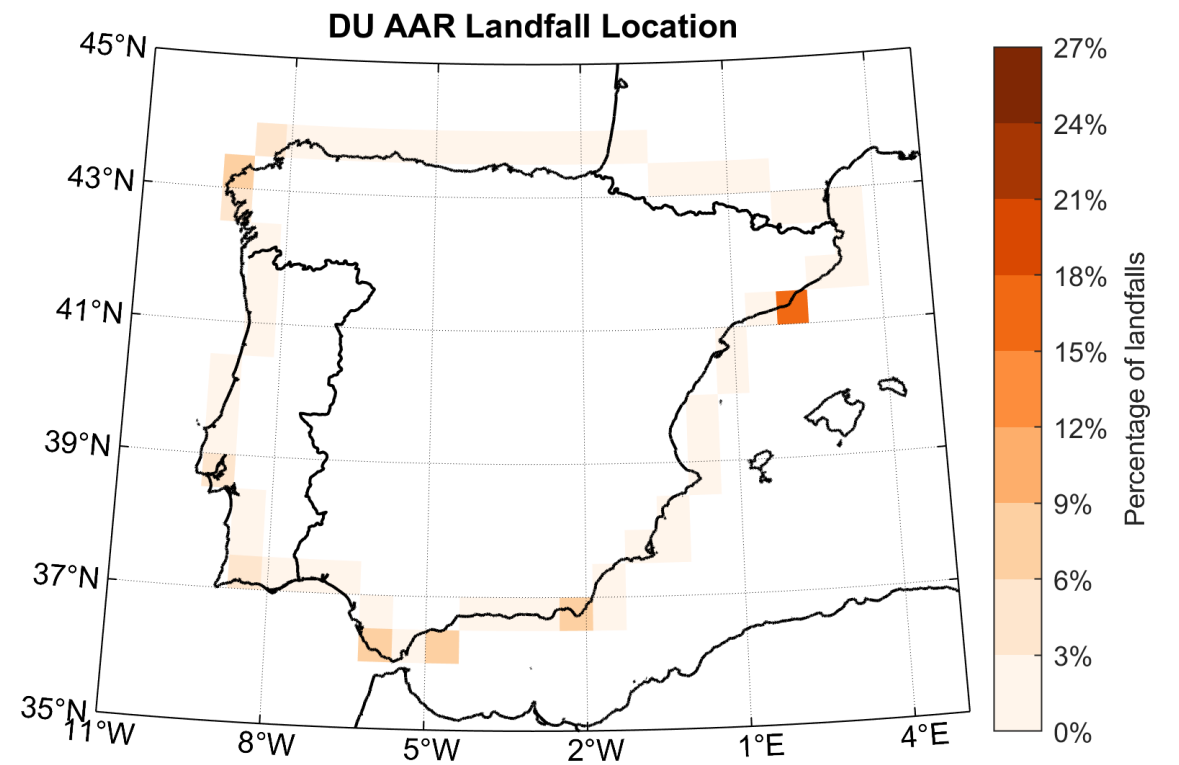 DU AAR Landfall Location
45°N
43°N
41°N
39°N
37°N
35°N
11°W
8°W
5°W
2°W
1°E
4°E
27%
24%
21%
18%
15%
12%
9%
6%
3%
0%
Percentage of landfalls